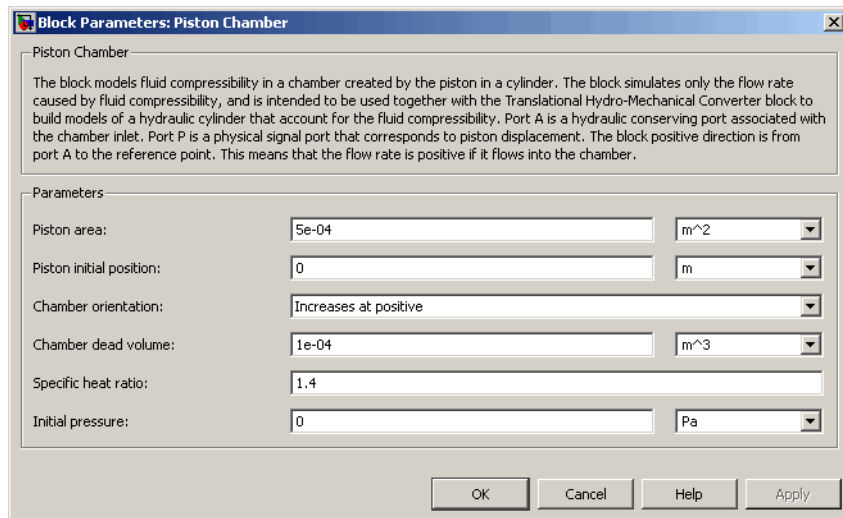 Block Parameters: Piston Chamber
Piston Chamber
The block models fluid compressibility in a chamber created by the piston in a cylinder. The block simulates only the flow rate
caused by fluid compressibility, and is intended to be used together with the Translational Hydro-Mechanical Converter block to
build models of a hydraulic cylinder that account for the fluid compressibility. Port A is a hydraulic conserving port associated with
the chamber inlet. Port P is a physical signal port that corresponds to piston displacement. The block positive direction is from
port A to the reference point. This means that the flow rate is positive if it flows into the chamber.
Parameters
Piston area: 5e-04 m^2
Piston initial position: 0 m
Chamber orientation: Increases at positive
Chamber dead volume: 1e-04 m^3
Specific heat ratio: 1.4
Initial pressure: 0 Pa
OK Cancel Help Apply